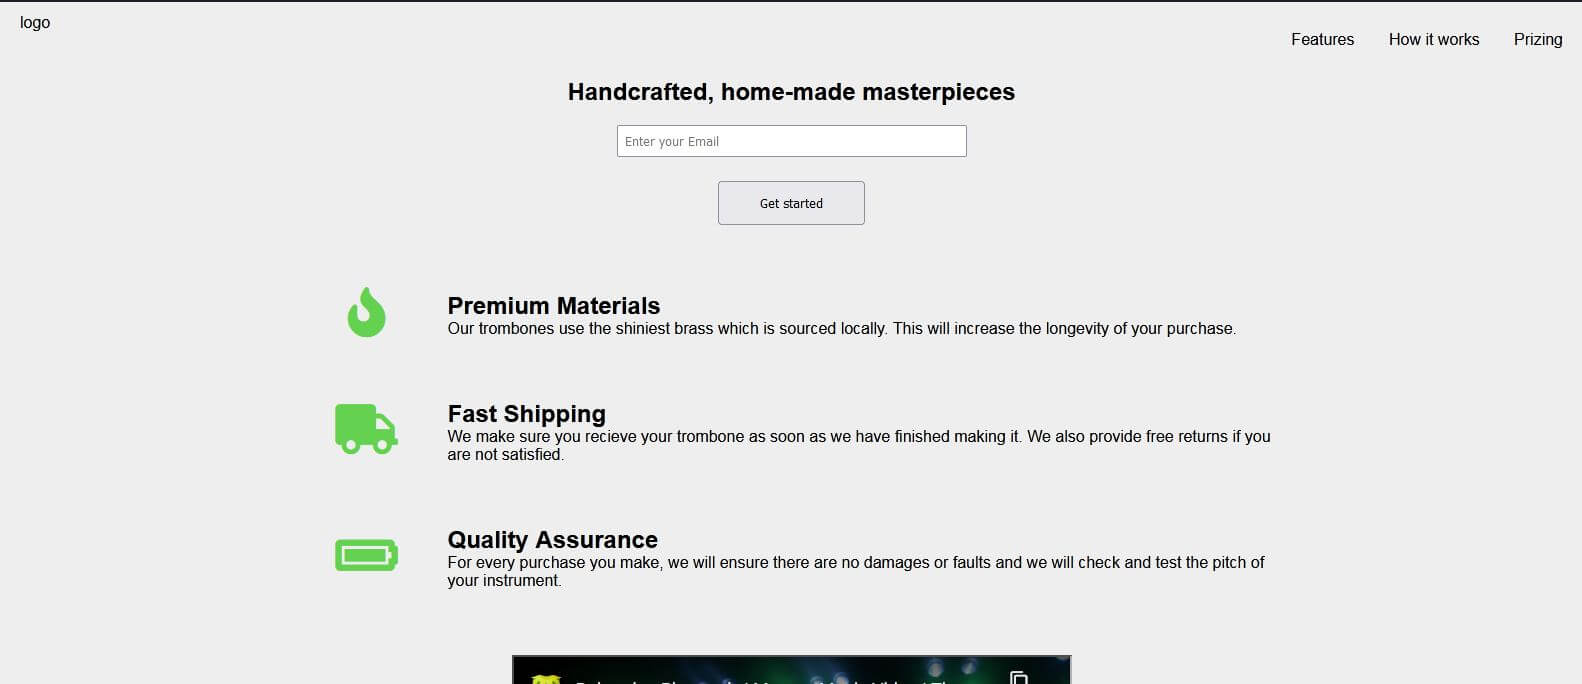 logo
Features How it works Prizing
Handcrafted, home-made masterpieces
Enter your Email
Get started
Premium Materials
Our trombones use the shiniest brass which is sourced locally. This will increase the longevity of your purchase.
Fast Shipping
We make sure you recieve your trombone as soon as we have finished making it. We also provide free returns if you
are not satisfied.
Quality Assurance
For every purchase you make, we will ensure there are no damages or faults and we will check and test the pitch of
your instrument.